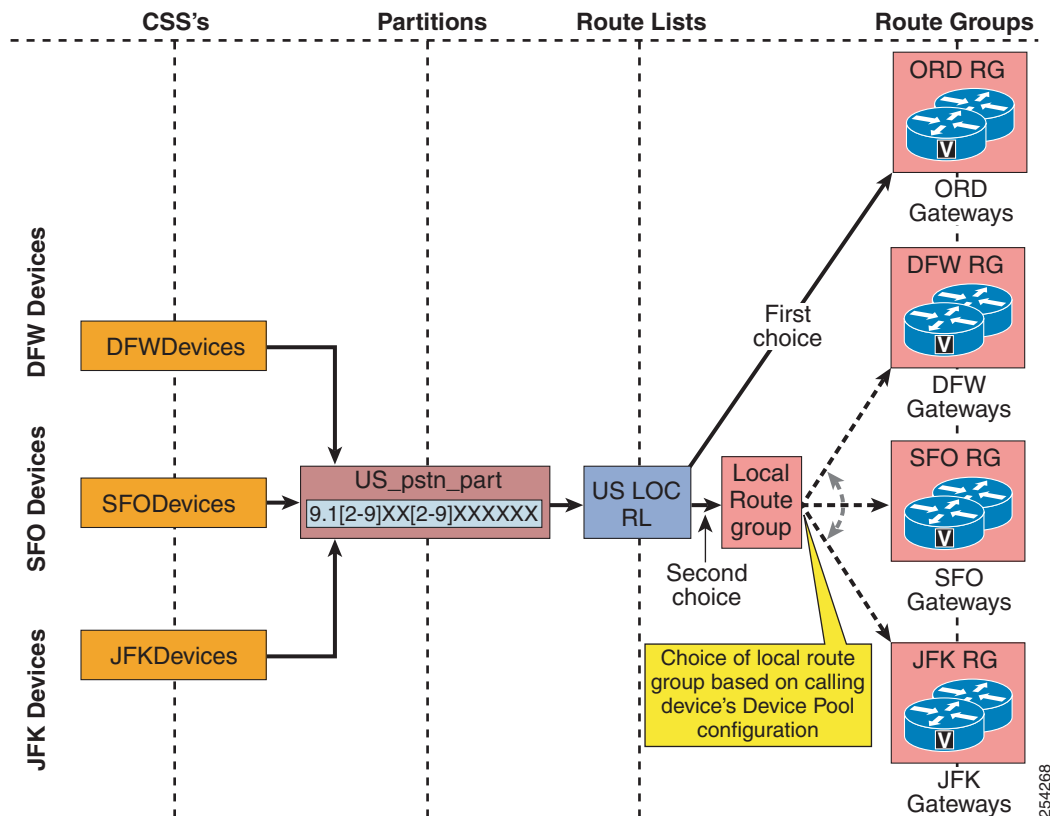 CSS's
Partitions
Route Lists
Route Groups
ORD RG
V
ORD
Gateways
DFW Devices
DFW RG
V
DFW
Gateways
First
choice
DFWDevices
SFO Devices
SFODevices
US_pstn_part
9.1[2-9]XX[2-9]XXXXXX
US LOC
RL
Local
Route
group
SFO RG
V
SFO
Gateways
Second
choice
JFK Devices
JFKDevices
Choice of local route
group based on calling
device's Device Pool
configuration
JFK RG
V
JFK
Gateways
254268